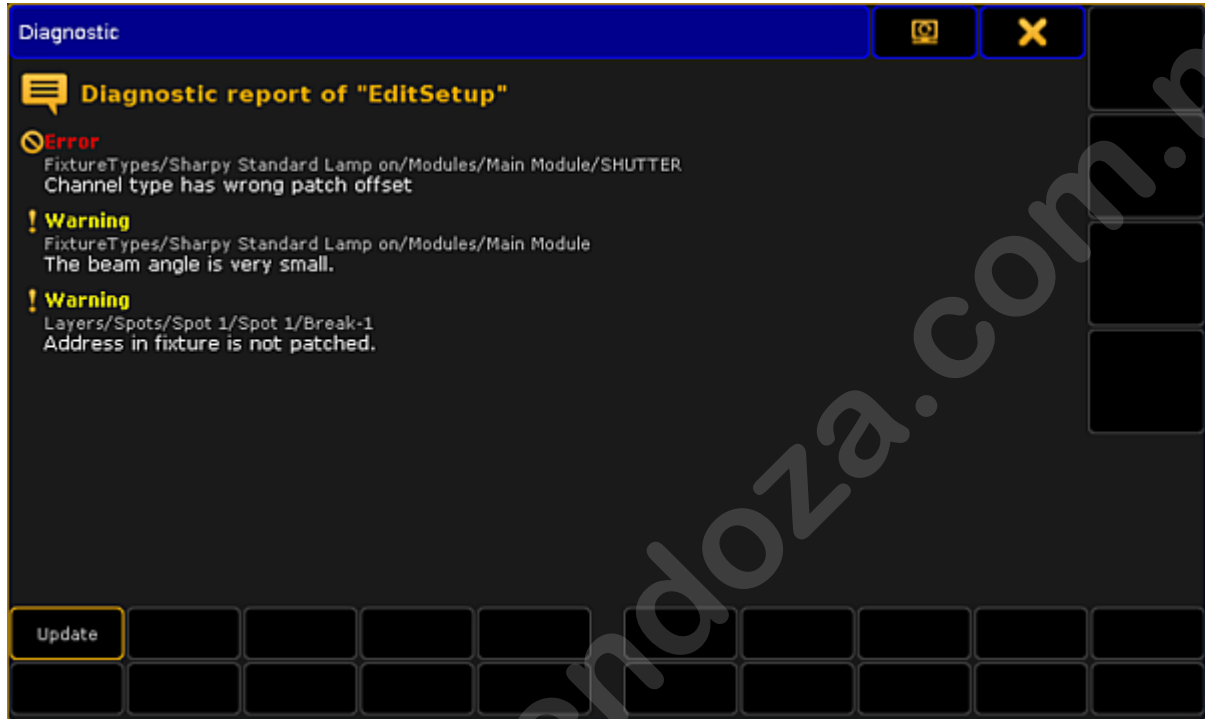 Diagnostic
Diagnostic report of "EditSetup"
Error
FixtureTypes/Sharpy Standard Lamp on/Modules/Main Module/SHUTTER
Channel type has wrong patch offset
! Warning
FixtureTypes/Sharpy Standard Lamp on/Modules/Main Module
The beam angle is very small.
! Warning
Layers/Spots/Spot 1/Spot 1/Break-1
Address in fixture is not patched.
Update
ndoza.com.